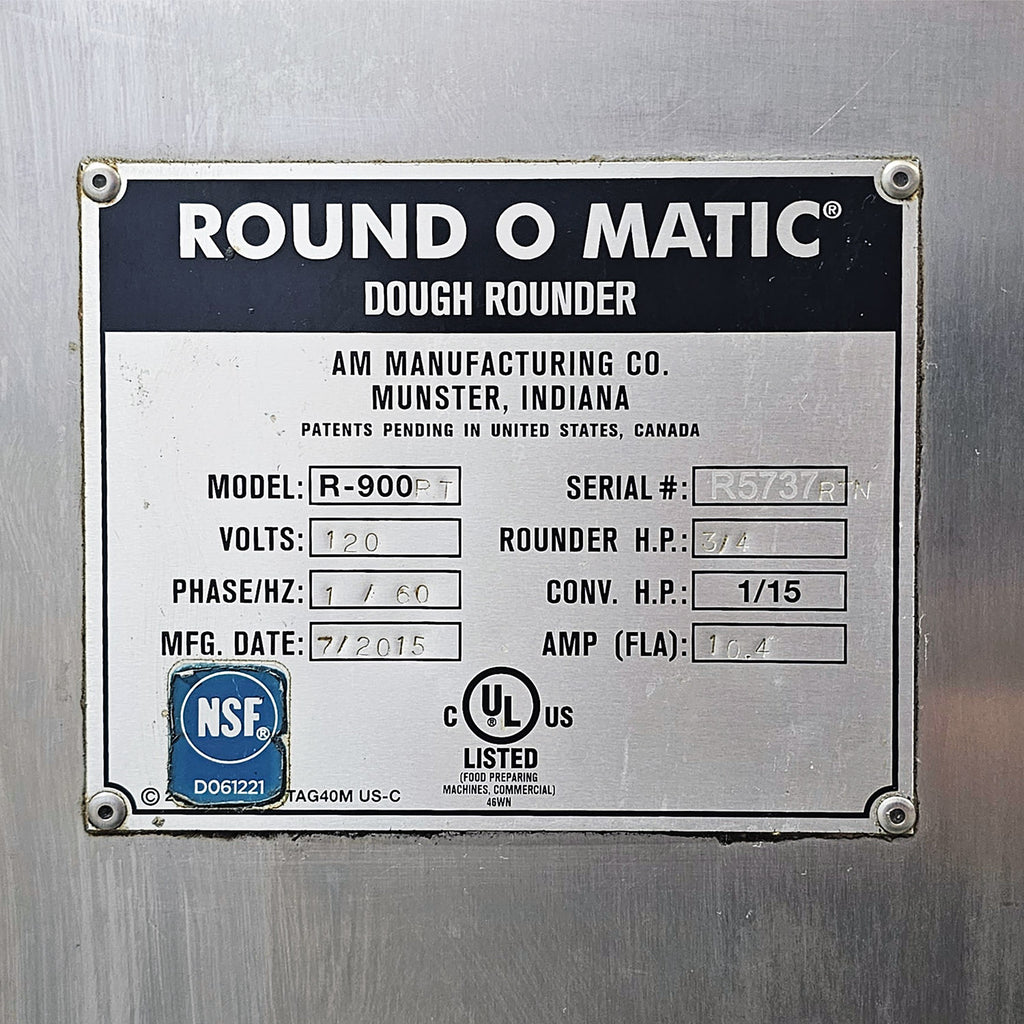 ROUND O MATIC®
DOUGH ROUNDER
AM MANUFACTURING CO.
MUNSTER, INDIANA
PATENTS PENDING IN UNITED STATES, CANADA
MODEL: R-900RT SERIAL #: R5737RTN
VOLTS: 120 ROUNDER H.P.: 3/4
PHASE/HZ: 1 / 60 CONV. H.P.: 1/15
MFG. DATE: 7/2015 AMP (FLA): 10.4
NSF®
D061221
C UL® US
LISTED
(FOOD PREPARING
MACHINES, COMMERCIAL)
46WN
© TAG40M US-C